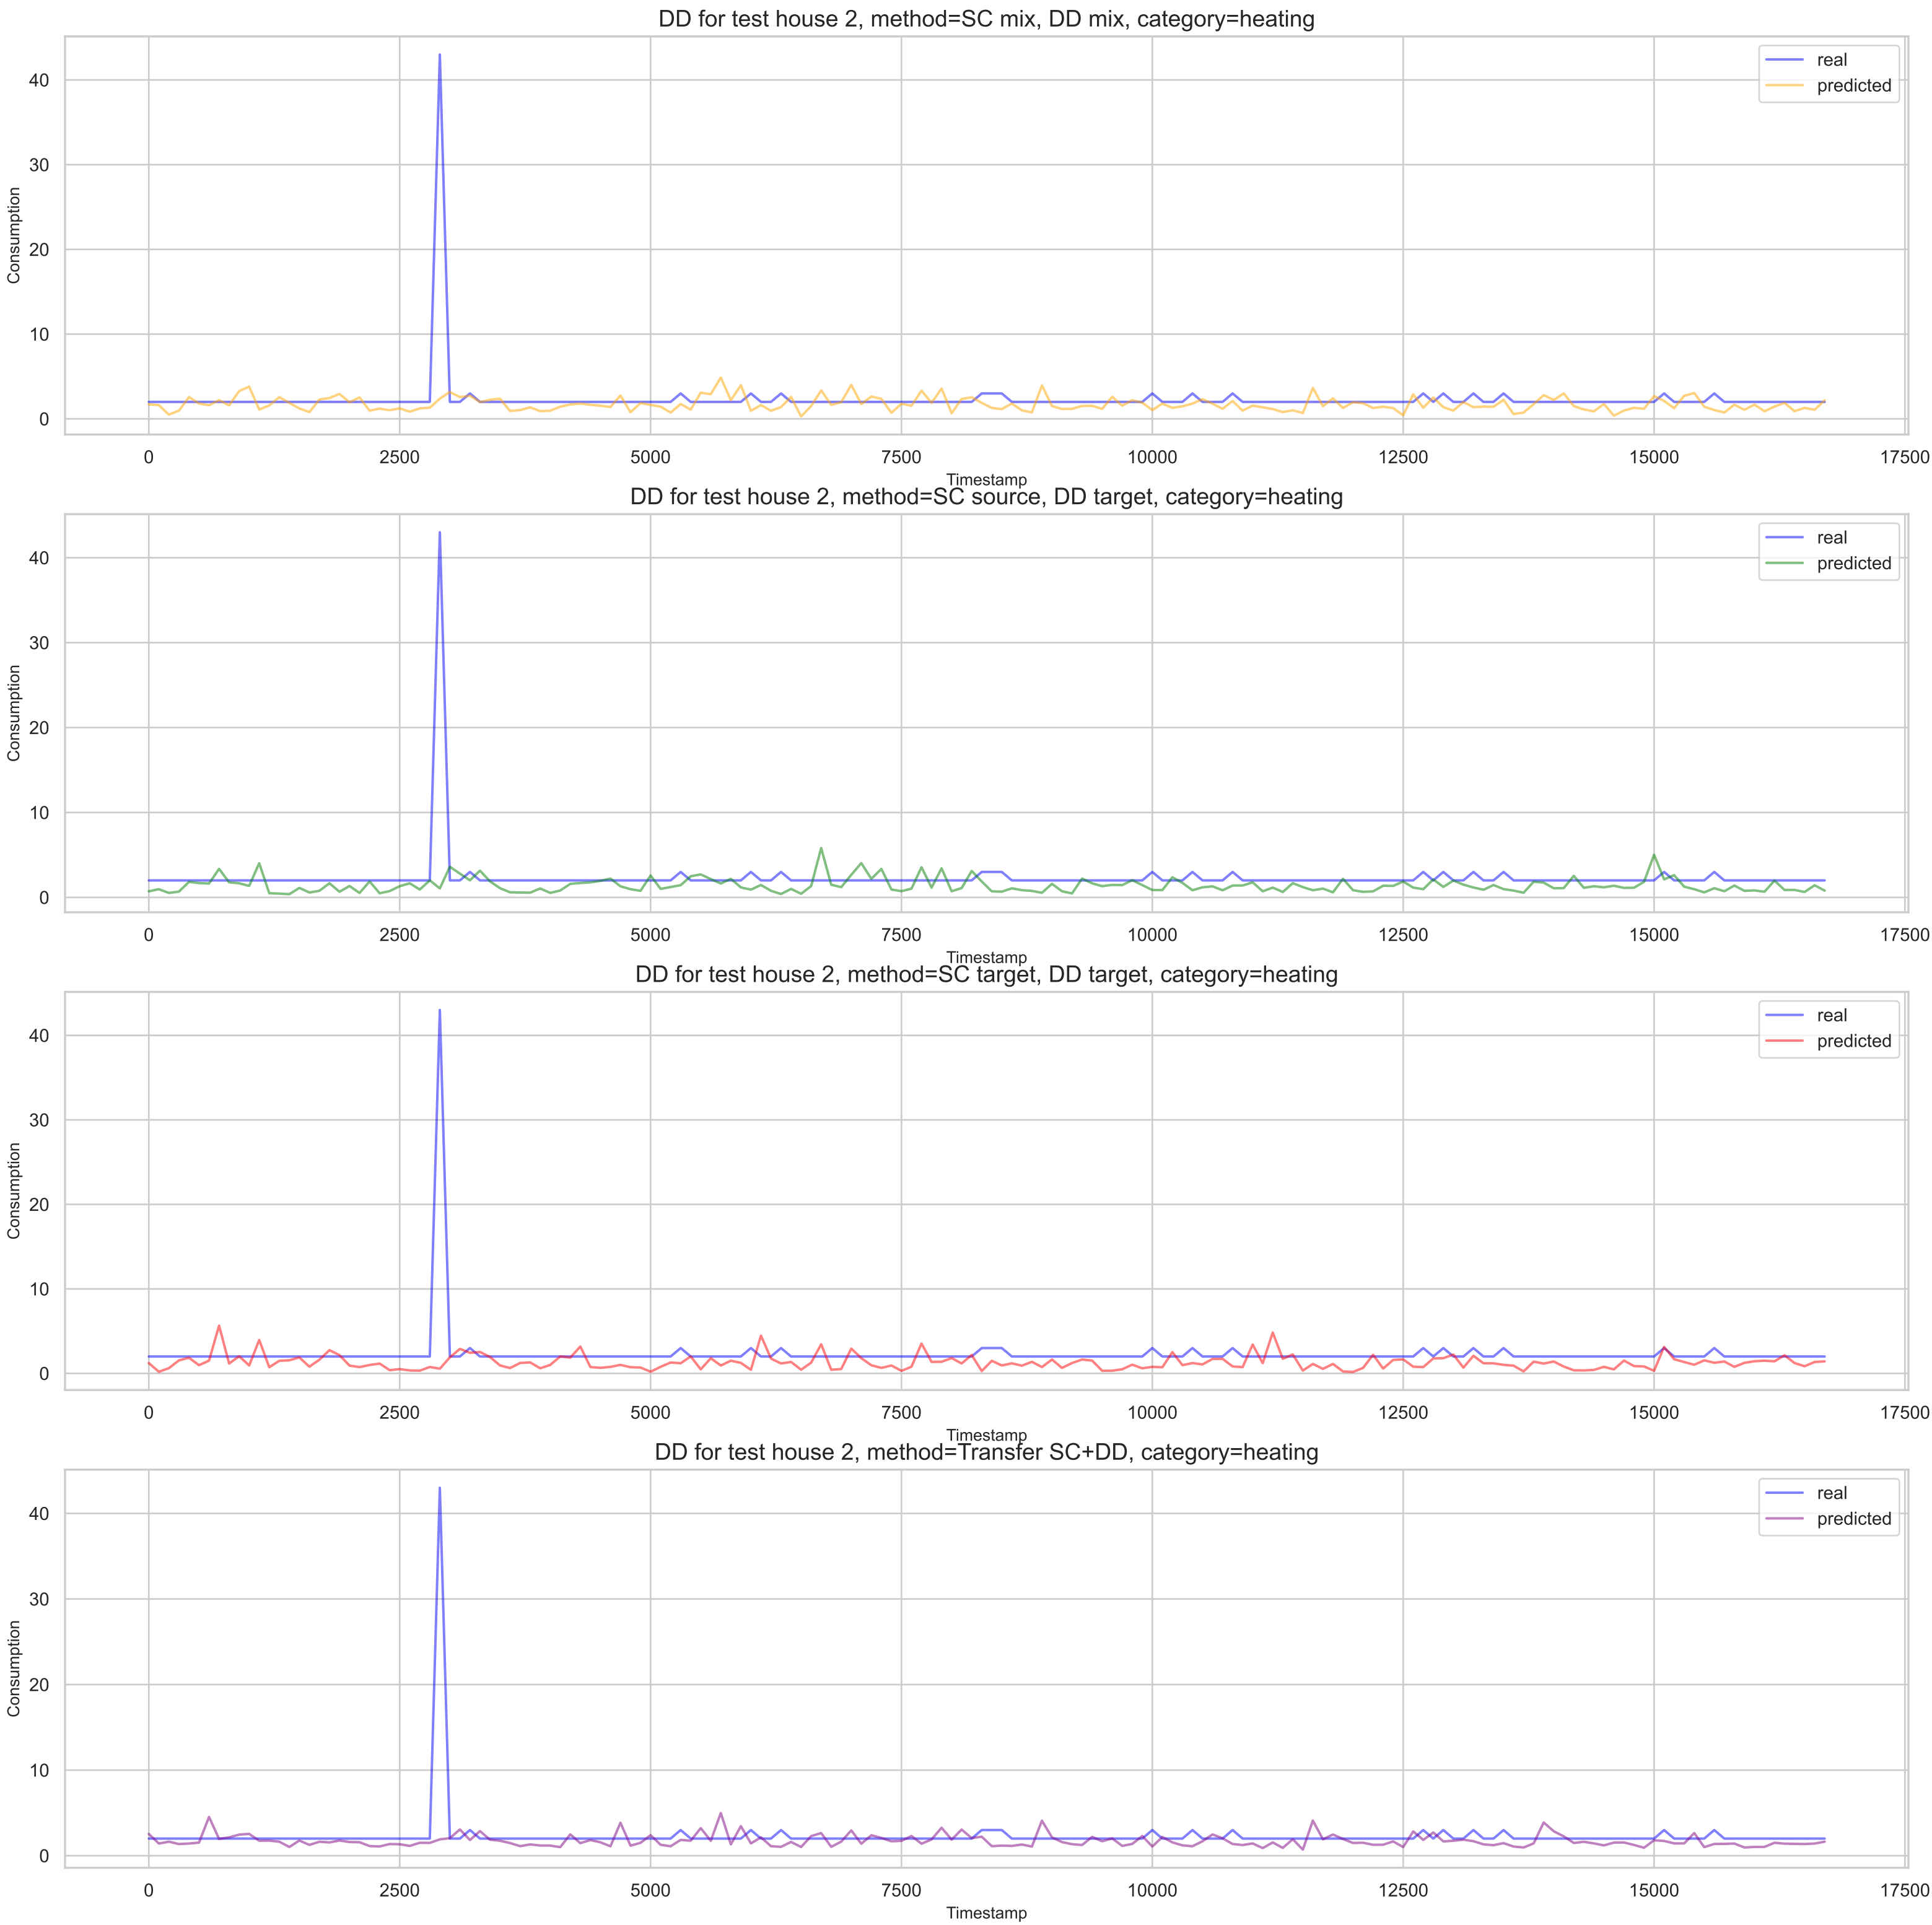 DD for test house 2, method=SC mix, DD mix, category=heating
real
predicted
40
30
20
10
0
Consumption
0 2500 5000 7500 10000 12500 15000 17500
Timestamp
DD for test house 2, method=SC source, DD target, category=heating
real
predicted
40
30
20
10
0
Consumption
0 2500 5000 7500 10000 12500 15000 17500
Timestamp
DD for test house 2, method=SC target, DD target, category=heating
real
predicted
40
30
20
10
0
Consumption
0 2500 5000 7500 10000 12500 15000 17500
Timestamp
DD for test house 2, method=Transfer SC+DD, category=heating
real
predicted
40
30
20
10
0
Consumption
0 2500 5000 7500 10000 12500 15000 17500
Timestamp